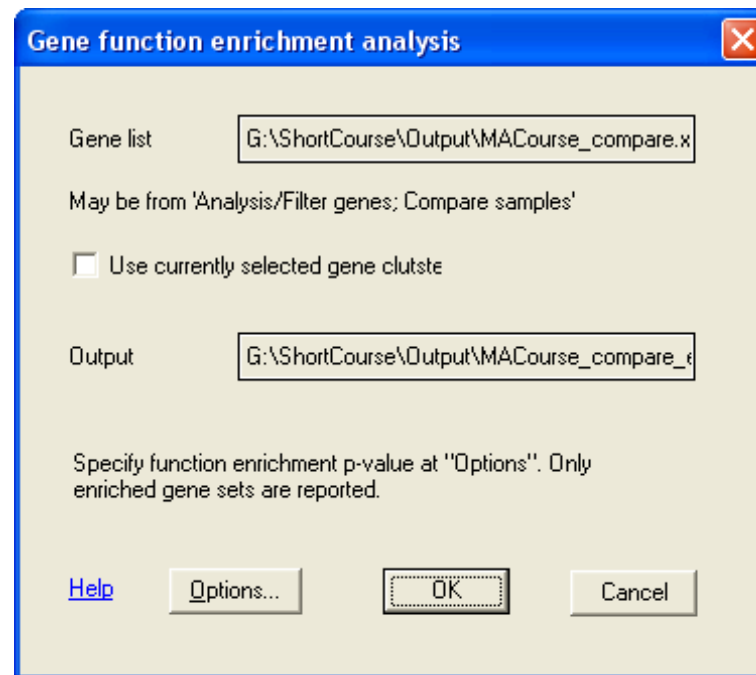 Gene function enrichment analysis
Gene list
G:\ShortCourse\Output\MACourse_compare.x
May be from 'Analysis/Filter genes; Compare samples'
Use currently selected gene clutste
Output
G:\ShortCourse\Output\MACourse_compare_e
Specify function enrichment p-value at "Options". Only
enriched gene sets are reported.
Help
Options...
OK
Cancel